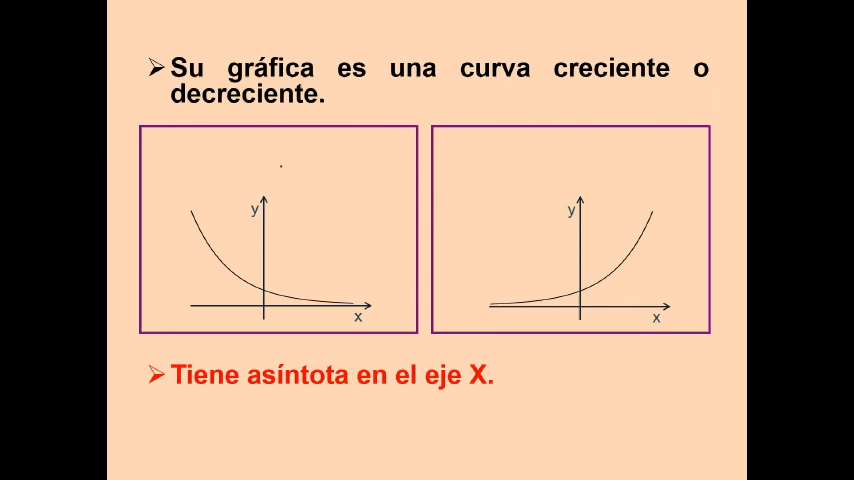 Su gráfica es una curva creciente o
decreciente.
y
x
y
x
Tiene asíntota en el eje X.